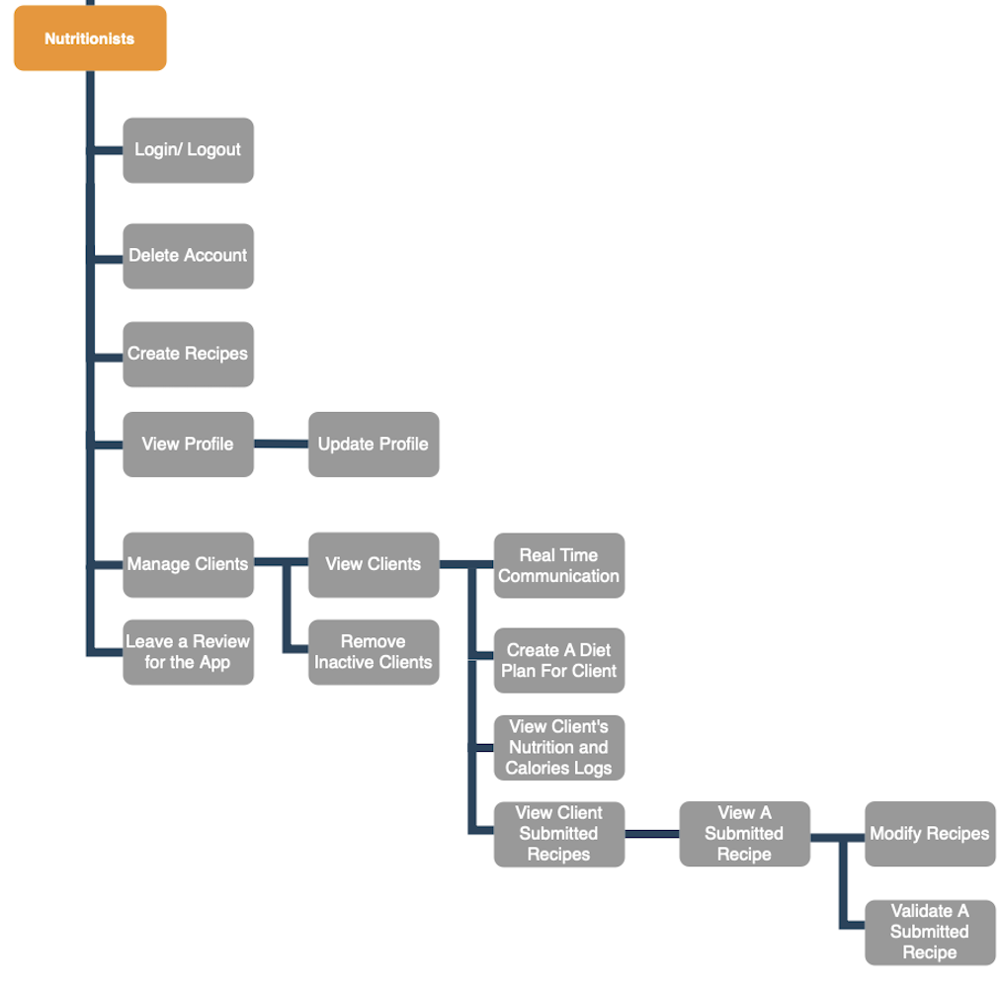 Nutritionists
Login/ Logout
Delete Account
Create Recipes
View Profile
Update Profile
Manage Clients
View Clients
Real Time
Communication
Leave a Review
for the App
Remove
Inactive Clients
Create A Diet
Plan For Client
View Client's
Nutrition and
Calories Logs
View Client
Submitted
Recipes
View A
Submitted
Recipe
Modify Recipes
Validate A
Submitted
Recipe